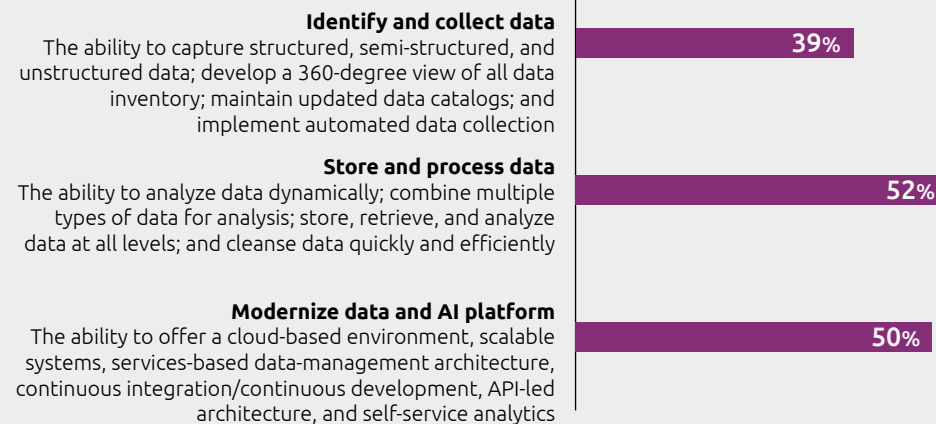 Identify and collect data
The ability to capture structured, semi-structured, and
unstructured data; develop a 360-degree view of all data
inventory; maintain updated data catalogs; and
implement automated data collection
39%
Store and process data
The ability to analyze data dynamically; combine multiple
types of data for analysis; store, retrieve, and analyze
data at all levels; and cleanse data quickly and efficiently
52%
Modernize data and AI platform
The ability to offer a cloud-based environment, scalable
systems, services-based data-management architecture,
continuous integration/continuous development, API-led
architecture, and self-service analytics
50%